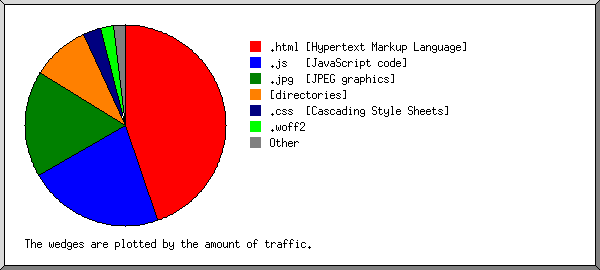 .html [Hypertext Markup Language]
.js [JavaScript code]
.jpg [JPEG graphics]
[directories]
.css [Cascading Style Sheets]
.woff2
Other
The wedges are plotted by the amount of traffic.